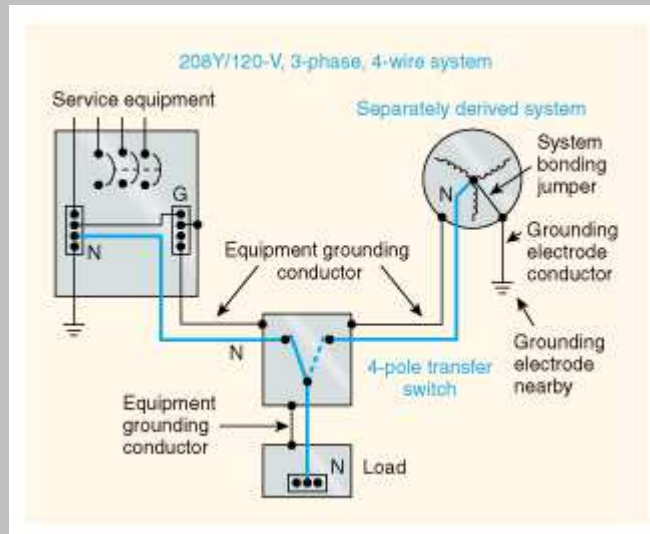 208Y/120-V, 3-phase, 4-wire system
Service equipment
Separately derived system
System
bonding
jumper
G
N
N
Equipment grounding
conductor
Grounding
electrode
conductor
N
4-pole transfer
switch
Grounding
electrode
nearby
Equipment
grounding
conductor
N
Load